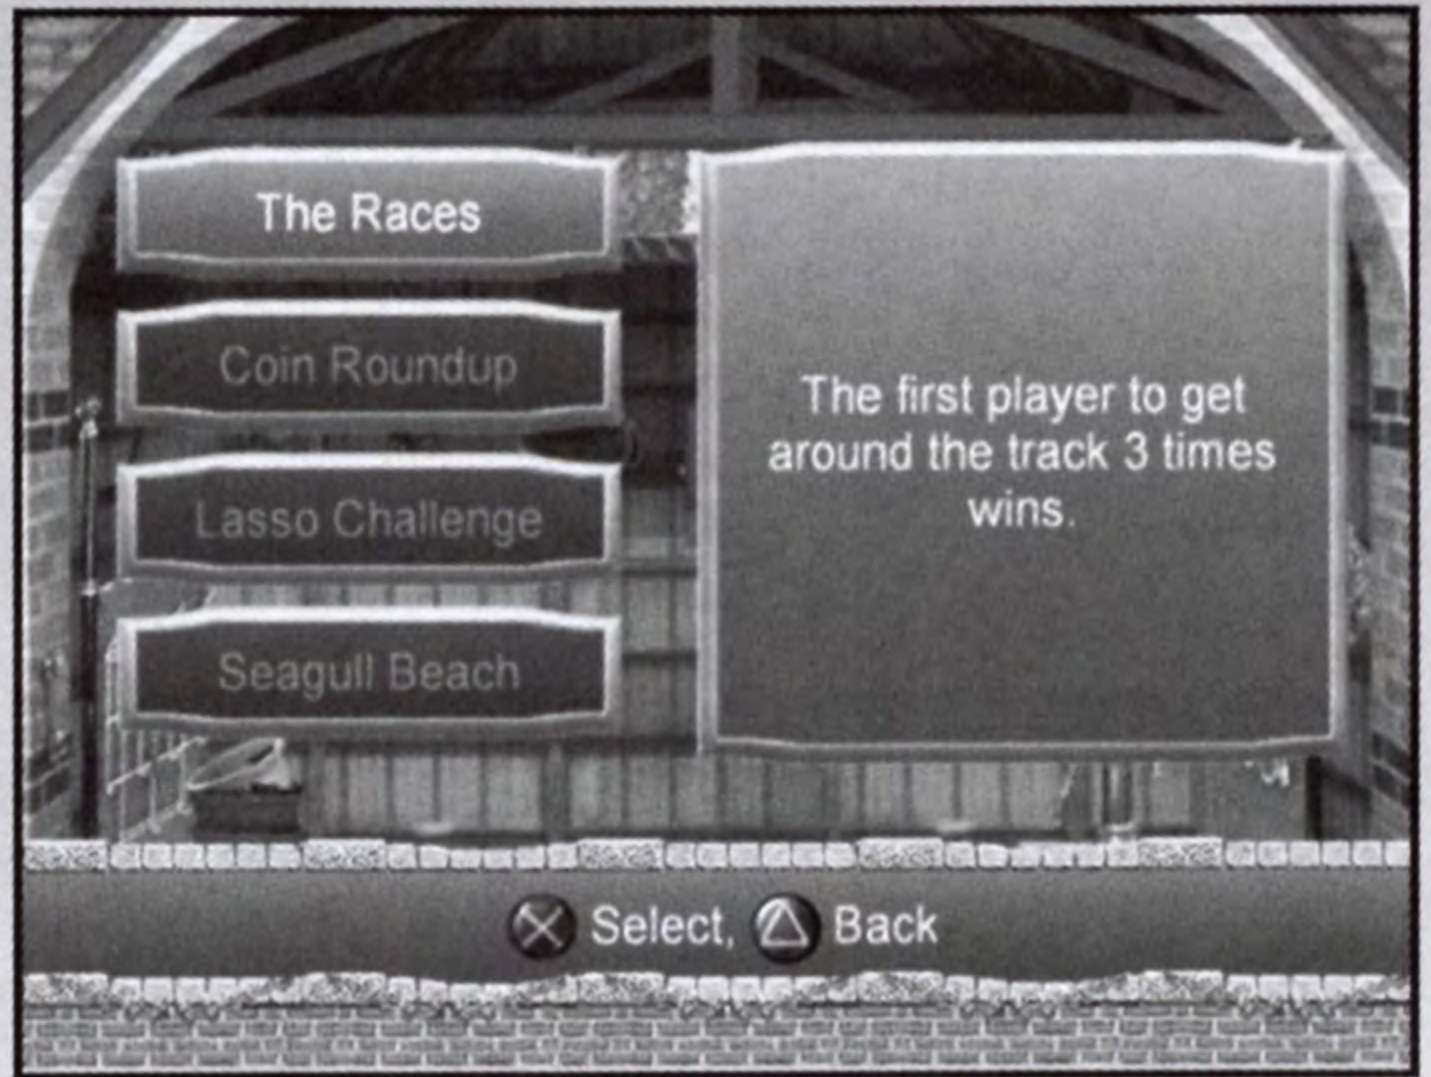 The Races
Coin Roundup
Lasso Challenge
Seagull Beach
The first player to get
around the track 3 times
wins.
Select, Back